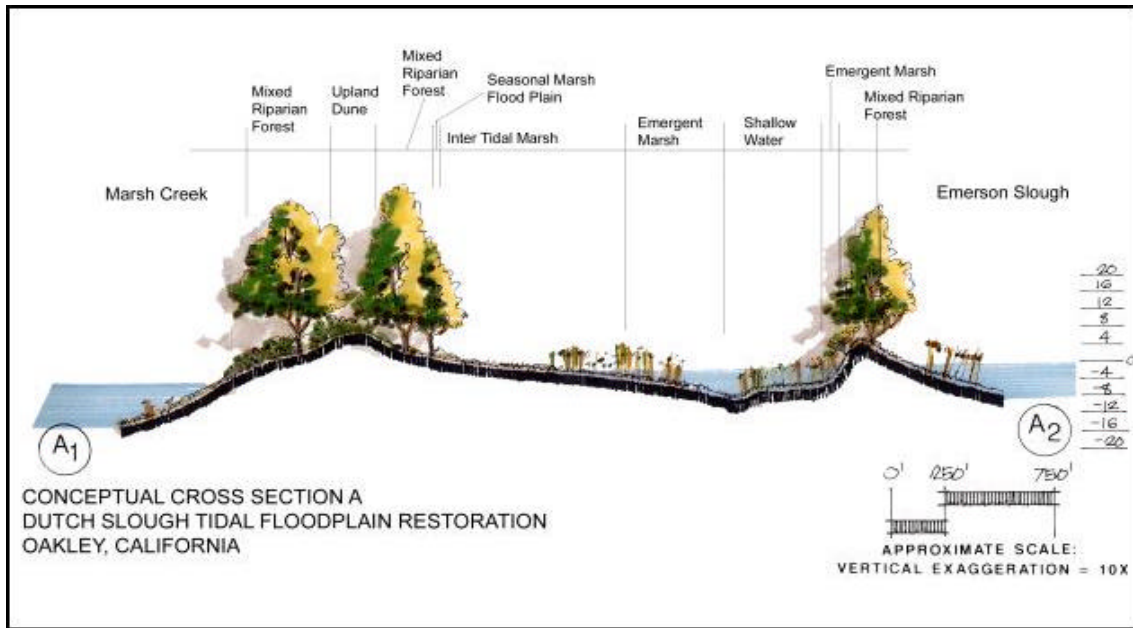 Mixed
Riparian
Forest
Upland
Dune
Mixed
Riparian
Forest
Seasonal Marsh
Flood Plain
Inter Tidal Marsh
Emergent
Marsh
Shallow
Water
Emergent Marsh
Mixed Riparian
Forest
Marsh Creek
Emerson Slough
20
16
12
8
4
0
-4
-8
-12
-16
-20
A1
A2
CONCEPTUAL CROSS SECTION A
DUTCH SLOUGH TIDAL FLOODPLAIN RESTORATION
OAKLEY, CALIFORNIA
0' 250' 750'
APPROXIMATE SCALE:
VERTICAL EXAGGERATION = 10X